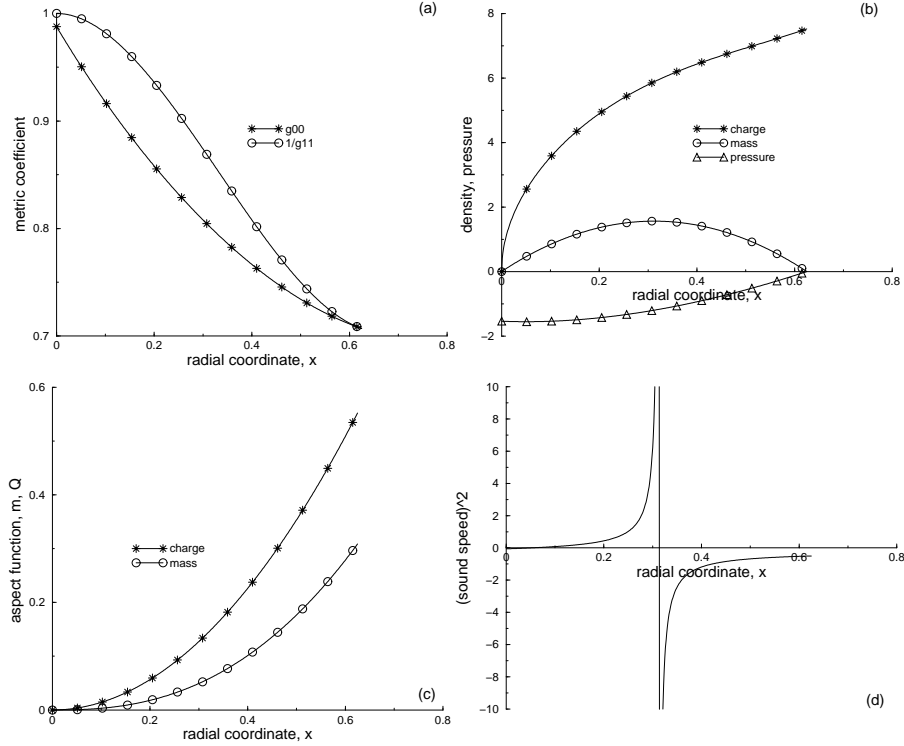 (a)
1
0.9
0.8
0.7
0
0.2
0.4
0.6
0.8
metric coefficient
radial coordinate, x
g00
1/g11
(b)
8
6
4
2
0
−2
0
0.2
0.4
0.6
0.8
density, pressure
radial coordinate, x
charge
mass
pressure
0.6
0.4
0.2
0
0
0.2
0.4
0.6
0.8
aspect function, m, Q
radial coordinate, x
charge
mass
(c)
10
8
6
4
2
0
−2
−4
−6
−8
−10
0
0.2
0.4
0.6
0.8
(sound speed)^2
radial coordinate, x
(d)